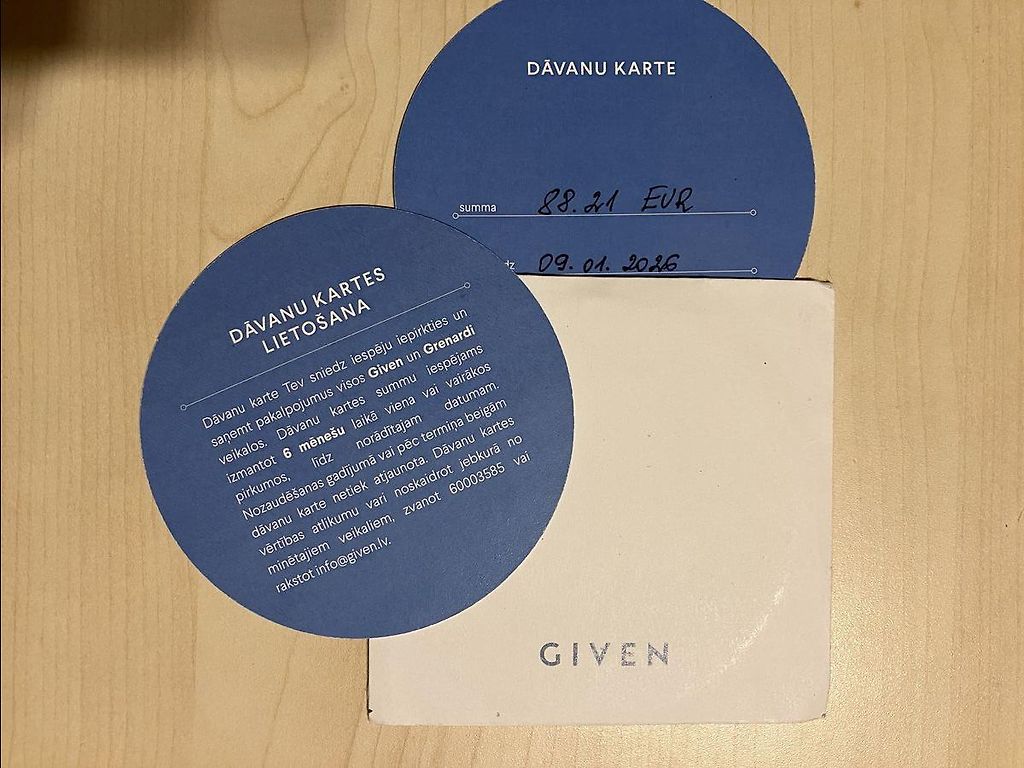 DĀVANU KARTE
summa 88.21 EUR
dz 09.01.2026
DĀVANU KARTES
LIETOŠANA
Dāvanu karte Tev sniedz iespēju iepirkties un
saņemt pakalpojumus visos Given un Grenardi
veikalos. Dāvanu kartes summu iespējams
izmantot 6 mēnešu laikā viena vai vairākos
pirkumos, līdz norādītajam datumam.
Nozaudēšanas gadījumā vai pēc termiņa beigām
dāvanu karte netiek atjaunota. Dāvanu kartes
vērtības atlikumu vari noskaidrot jebkurā no
minētajiem veikaliem, zvanot 60003585 vai
rakstot info@given.lv.
GIVEN